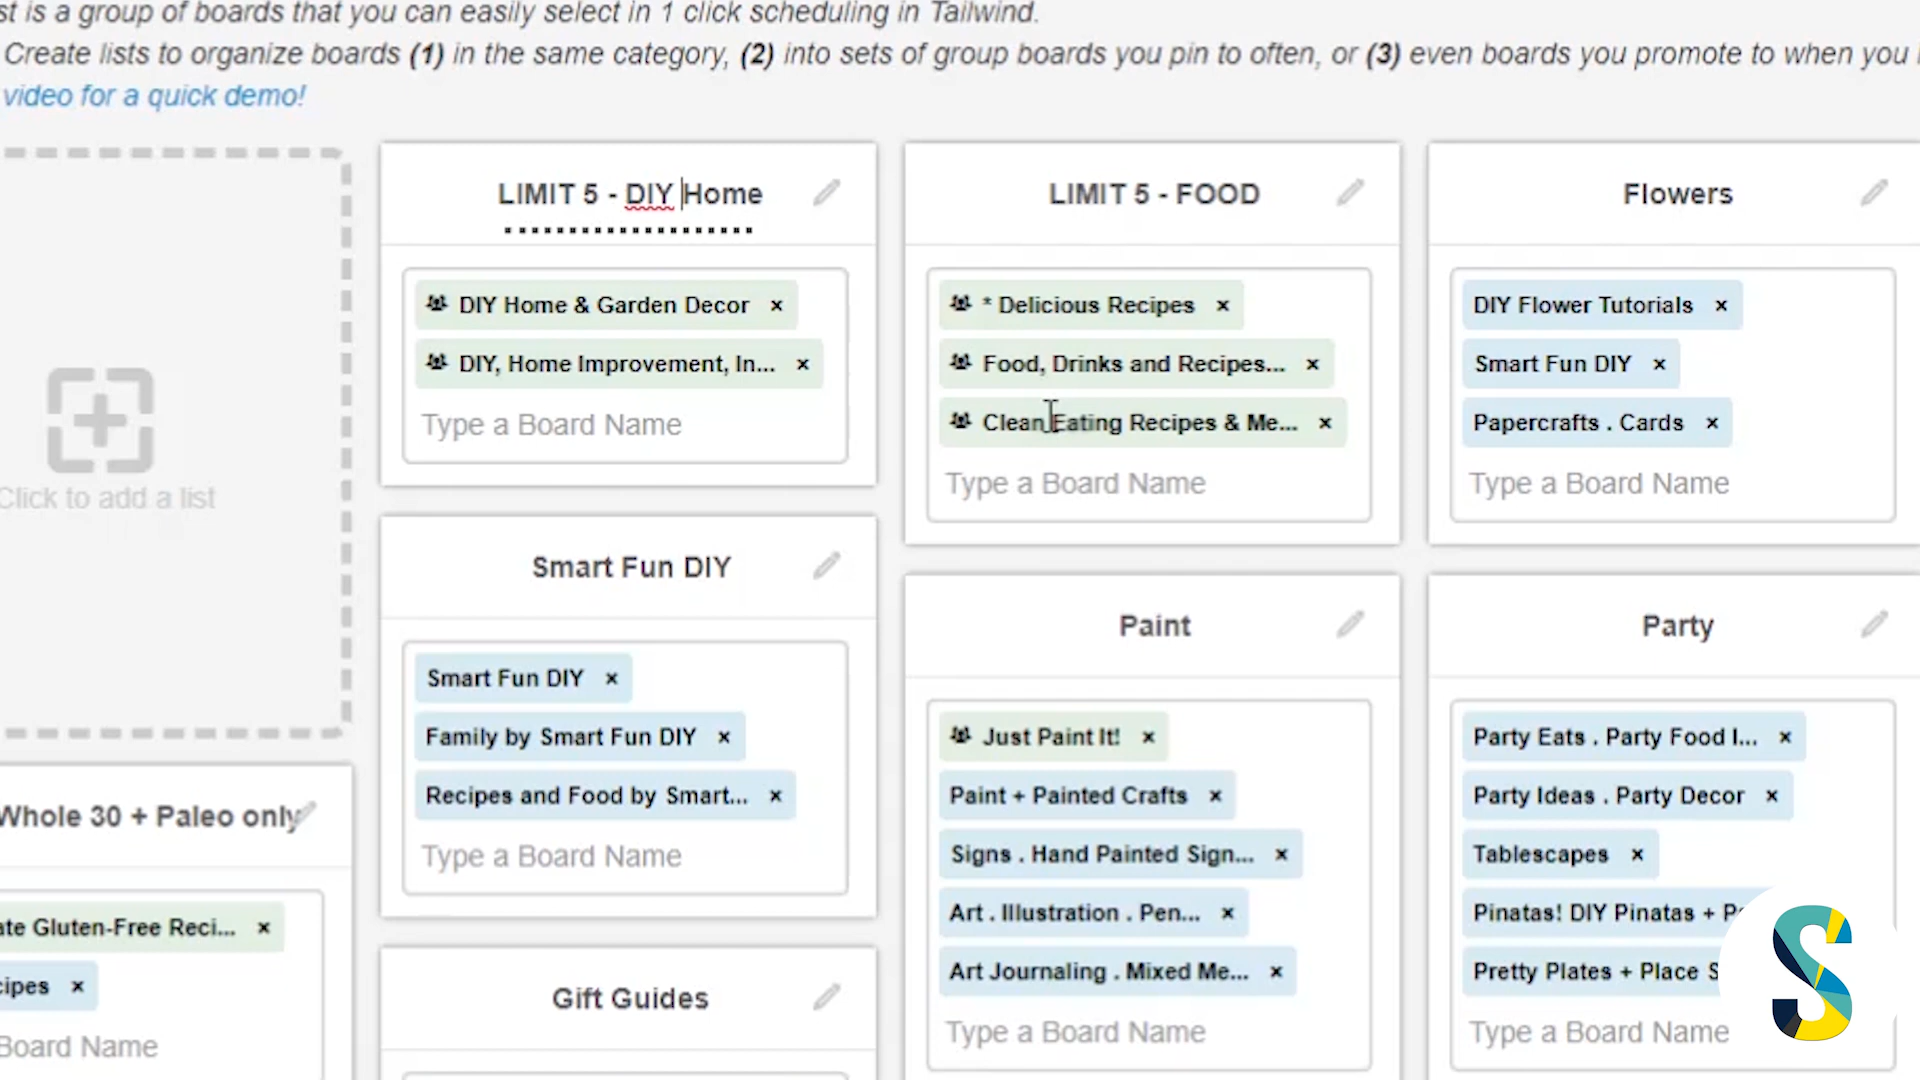 st is a group of boards that you can easily select in 1 click scheduling in Tailwind.
Create lists to organize boards (1) in the same category, (2) into sets of group boards you pin to often, or (3) even boards you promote to when you
video for a quick demo!
Click to add a list
Whole 30 + Paleo only
ate Gluten-Free Reci... ×
cipes ×
Board Name
LIMIT 5 - DIY Home
DIY Home & Garden Decor ×
DIY, Home Improvement, In... ×
Type a Board Name
Smart Fun DIY
Smart Fun DIY ×
Family by Smart Fun DIY ×
Recipes and Food by Smart... ×
Type a Board Name
Gift Guides
LIMIT 5 - FOOD
* Delicious Recipes ×
Food, Drinks and Recipes... ×
Clean Eating Recipes & Me... ×
Type a Board Name
Paint
Just Paint It! ×
Paint + Painted Crafts ×
Signs . Hand Painted Sign... ×
Art . Illustration . Pen... ×
Art Journaling . Mixed Me... ×
Type a Board Name
Flowers
DIY Flower Tutorials ×
Smart Fun DIY ×
Papercrafts . Cards ×
Type a Board Name
Party
Party Eats . Party Food I... ×
Party Ideas . Party Decor ×
Tablescapes ×
Pinatas! DIY Pinatas + P
Pretty Plates + Place S
Type a Board Name
S